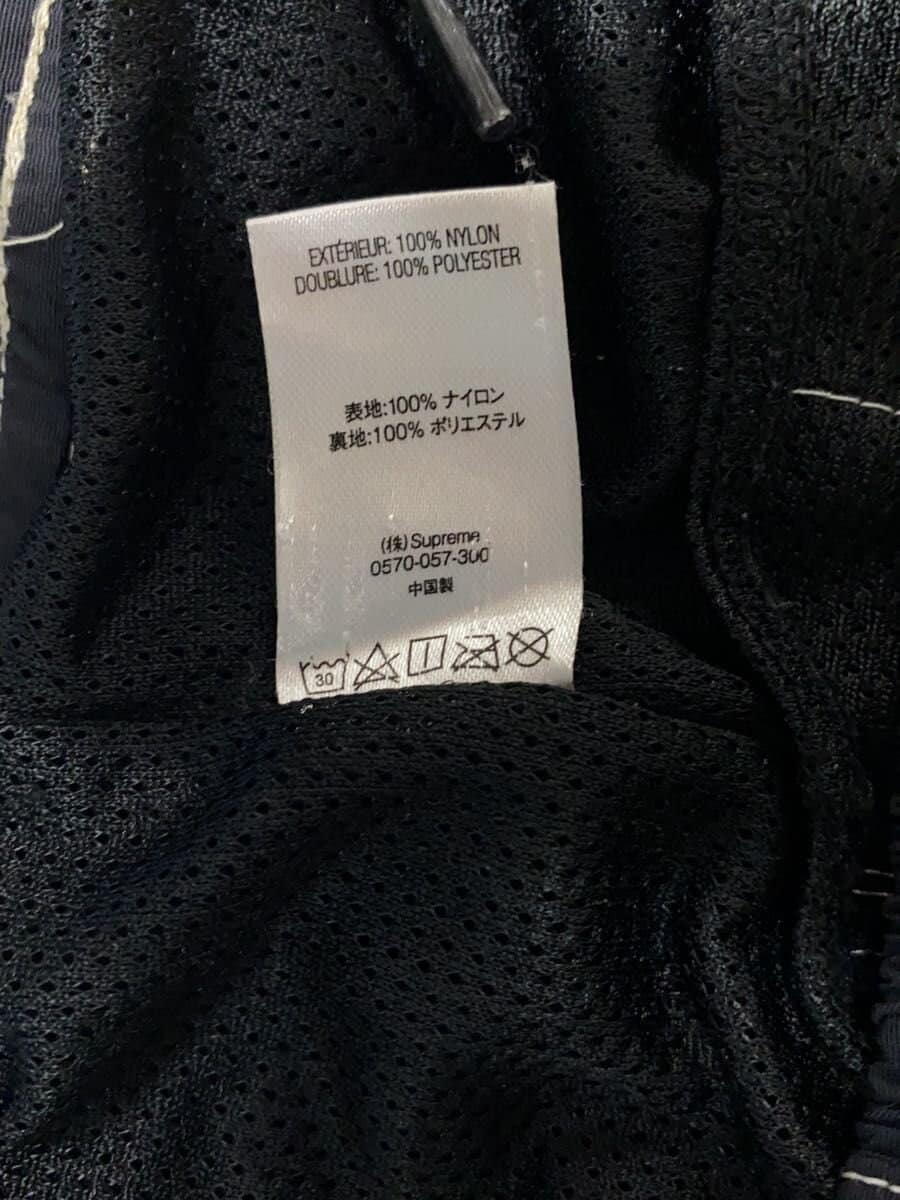 EXTÉRIEUR: 100% NYLON
DOUBLURE: 100% POLYESTER
表地:100% ナイロン
裏地:100% ポリエステル
(株)Supreme
0570-057-300
中国製
30